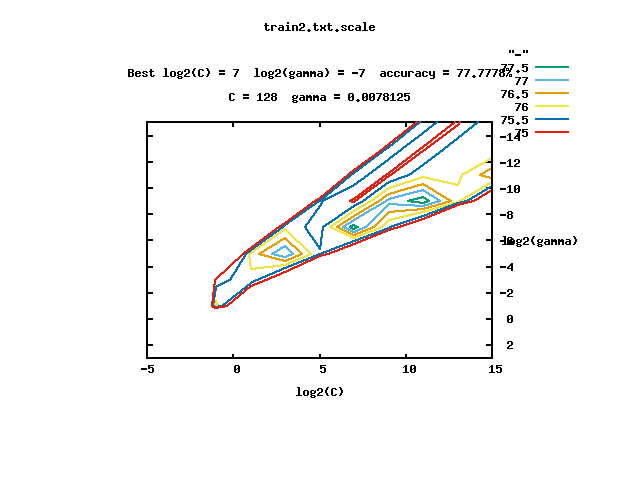 train2.txt.scale
"-"
Best log2(C) = 7  log2(gamma) = -7  accuracy = 77.7778%
C = 128  gamma = 0.0078125
77.5
77
76.5
76
75.5
75
-14
-12
-10
-8
-6
log2(gamma)
-4
-2
0
2
-5 0 5 10 15
log2(C)